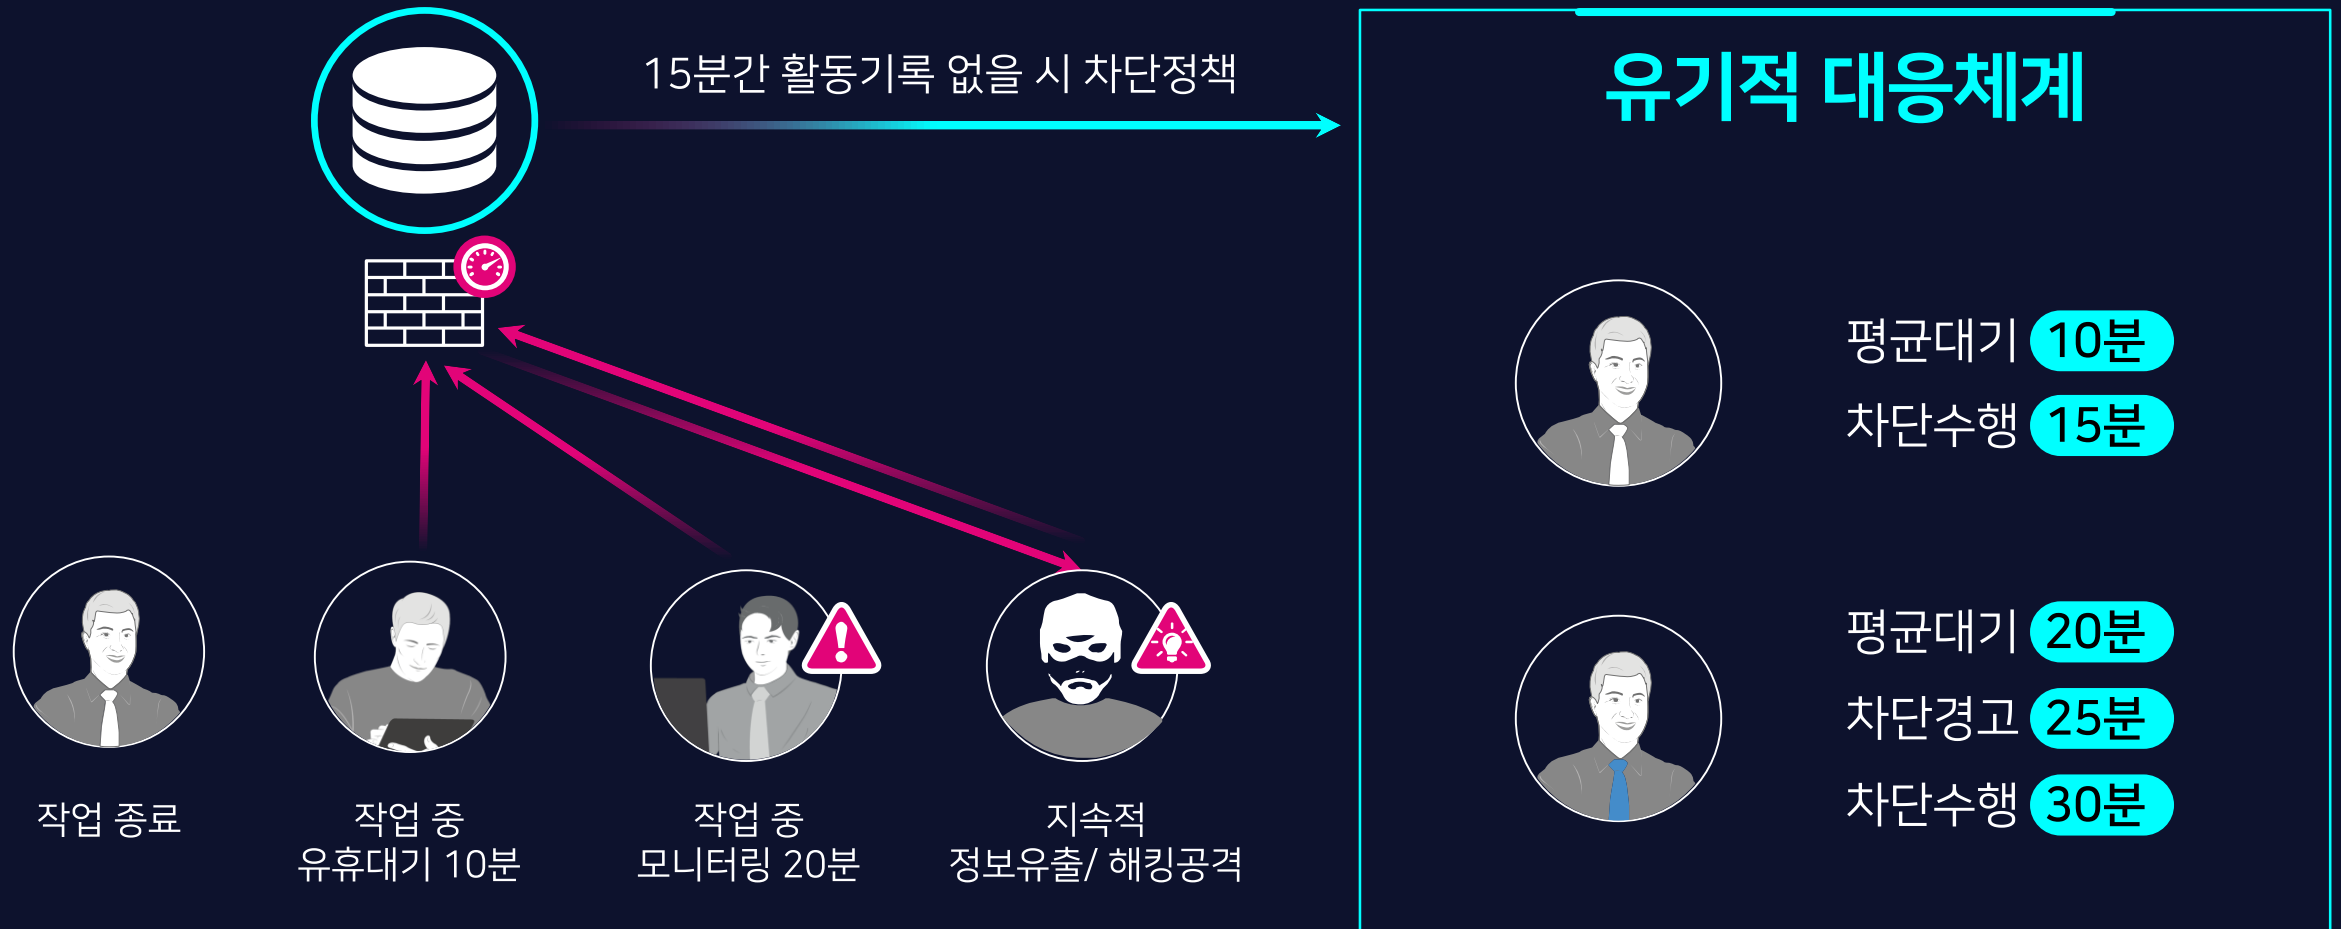 15분간 활동기록 없을 시 차단정책
작업 종료
작업 중
유휴대기 10분
작업 중
모니터링 20분
지속적
정보유출/ 해킹공격
유기적 대응체계
평균대기 10분
차단수행 15분
평균대기 20분
차단경고 25분
차단수행 30분